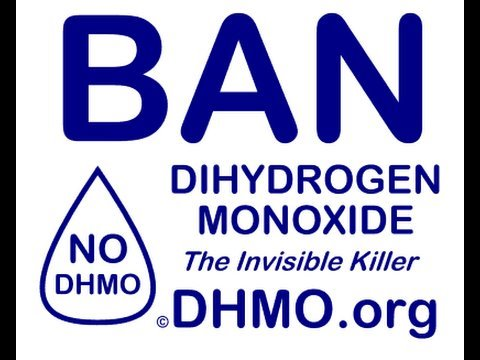 BAN
DIHYDROGEN
MONOXIDE
The Invisible Killer
NO
DHMO
©DHMO.org